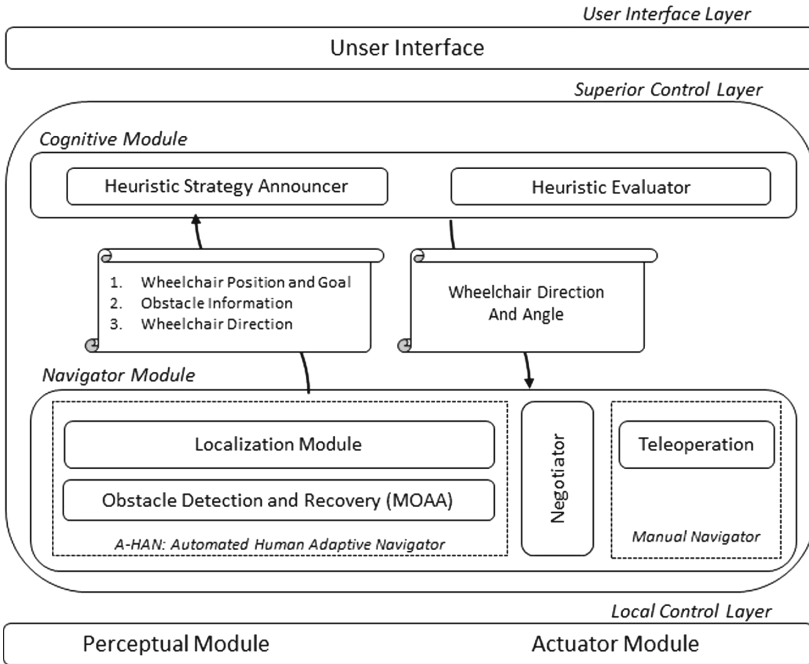 User Interface Layer
Unser Interface
Superior Control Layer
Cognitive Module
Heuristic Strategy Announcer
Heuristic Evaluator
1. Wheelchair Position and Goal
2. Obstacle Information
3. Wheelchair Direction
Wheelchair Direction
And Angle
Navigator Module
Localization Module
Obstacle Detection and Recovery (MOAA)
A-HAN: Automated Human Adaptive Navigator
Negotiator
Teleoperation
Manual Navigator
Local Control Layer
Perceptual Module
Actuator Module